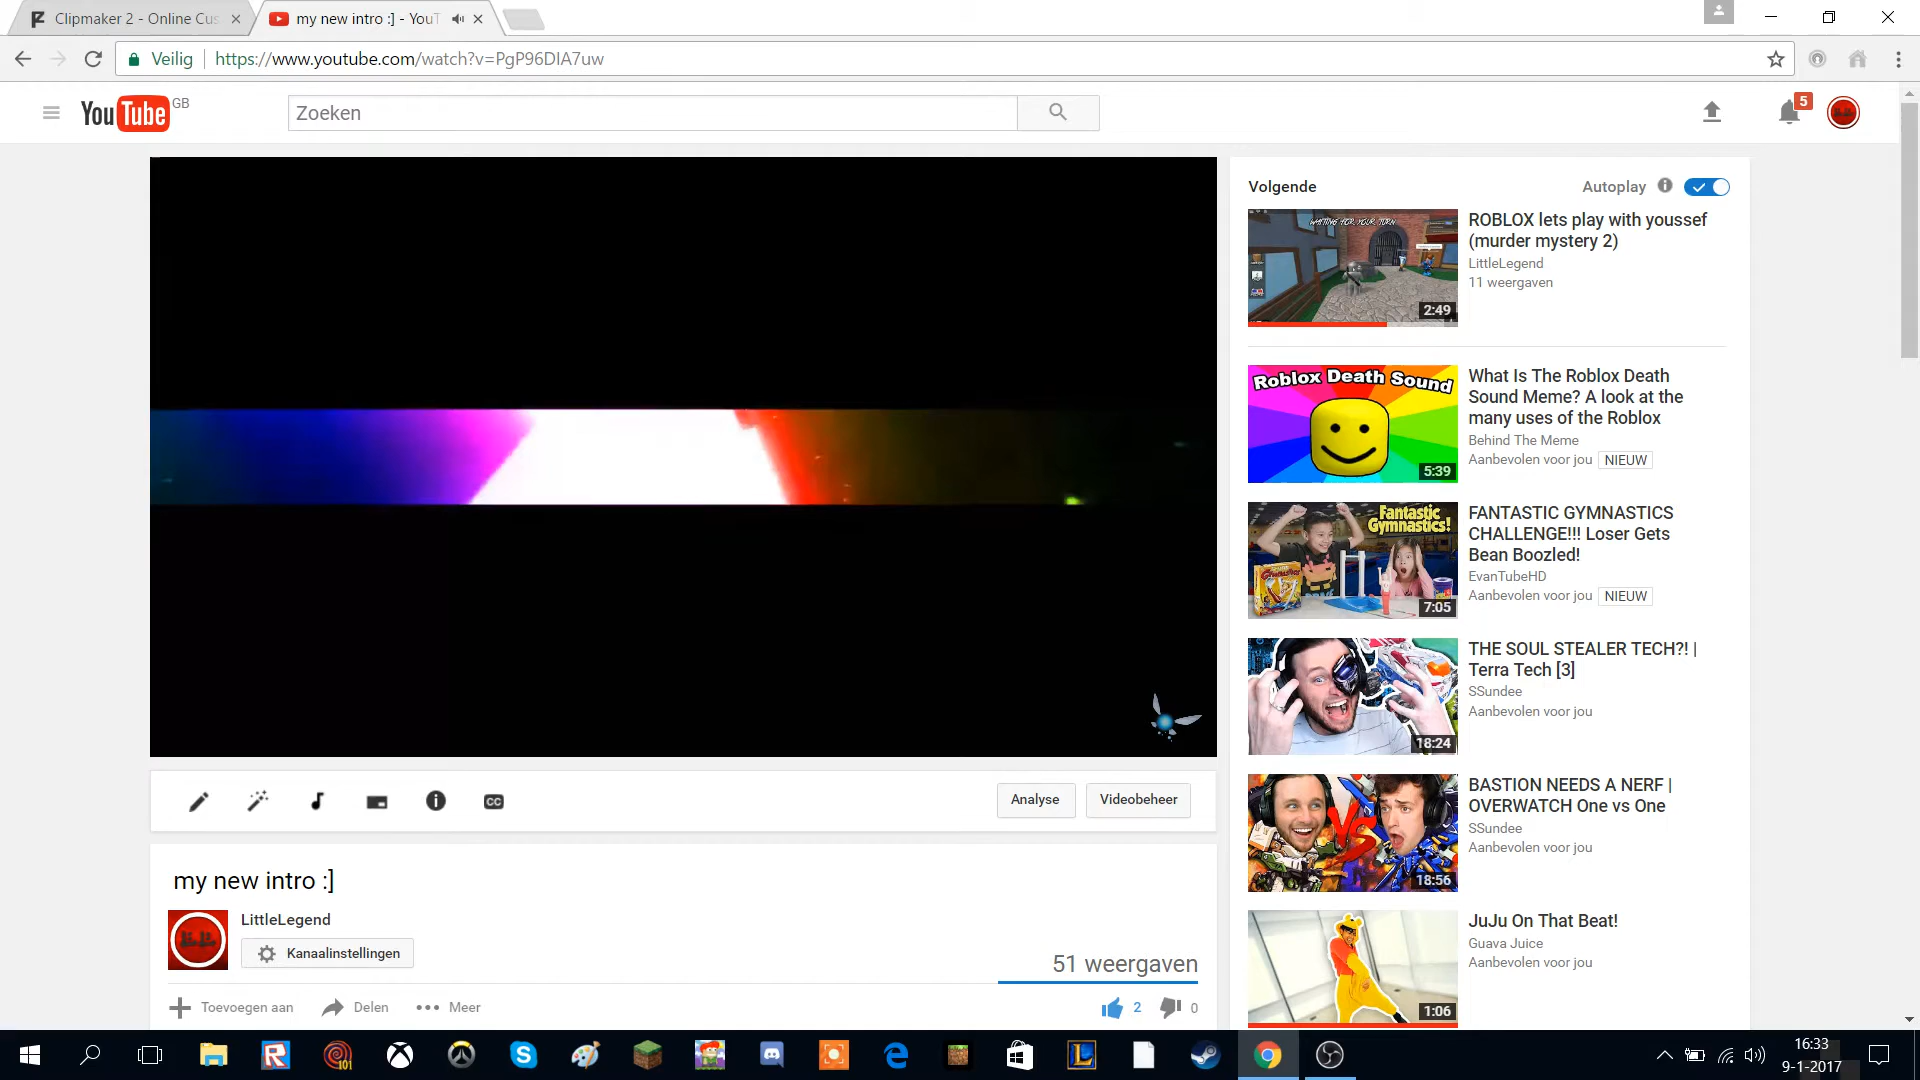 Clipmaker 2 - Online Cus
my new intro :] - YouT
Veilig
https://www.youtube.com/watch?v=PgP96DIA7uw
YouTube GB
Zoeken
5
Volgende
Autoplay
WAITING FOR YOUR TURN
2:49
ROBLOX lets play with youssef
(murder mystery 2)
LittleLegend
11 weergaven
Roblox Death Sound
5:39
What Is The Roblox Death
Sound Meme? A look at the
many uses of the Roblox
Behind The Meme
Aanbevolen voor jou NIEUW
Fantastic
Gymnastics!
7:05
FANTASTIC GYMNASTICS
CHALLENGE!!! Loser Gets
Bean Boozled!
EvanTubeHD
Aanbevolen voor jou NIEUW
18:24
THE SOUL STEALER TECH?! |
Terra Tech [3]
SSundee
Aanbevolen voor jou
VS
18:56
BASTION NEEDS A NERF |
OVERWATCH One vs One
SSundee
Aanbevolen voor jou
1:06
JuJu On That Beat!
Guava Juice
Aanbevolen voor jou
CC
Analyse
Videobeheer
my new intro :]
LittleLegend
Kanaalinstellingen
51 weergaven
Toevoegen aan
Delen
Meer
2
0
101
16:33
9-1-2017